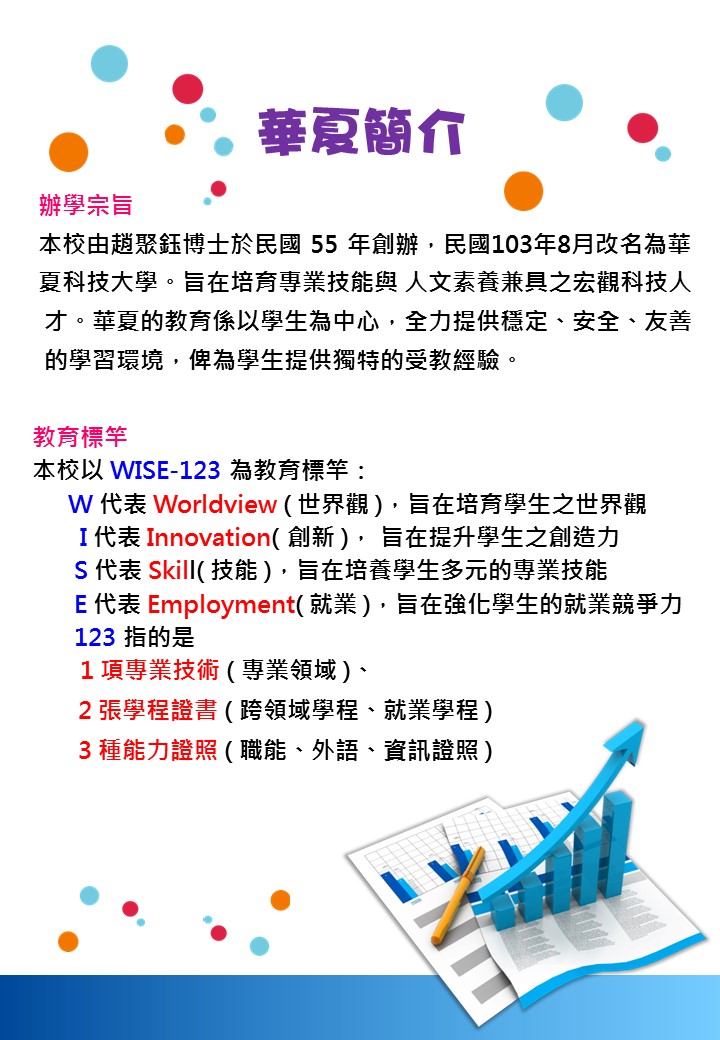 華夏簡介
辦學宗旨
本校由趙聚鈺博士於民國 55 年創辦，民國103年8月改名為華
夏科技大學。旨在培育專業技能與 人文素養兼具之宏觀科技人
才。華夏的教育係以學生為中心，全力提供穩定、安全、友善
的學習環境，俾為學生提供獨特的受教經驗。
教育標竿
本校以 WISE-123 為教育標竿：
W 代表 Worldview ( 世界觀 )，旨在培育學生之世界觀
I 代表 Innovation( 創新 )， 旨在提升學生之創造力
S 代表 Skill( 技能 )，旨在培養學生多元的專業技能
E 代表 Employment( 就業 )，旨在強化學生的就業競爭力
123 指的是
1 項專業技術 ( 專業領域 )、
2 張學程證書 ( 跨領域學程、就業學程 )
3 種能力證照 ( 職能、外語、資訊證照 )